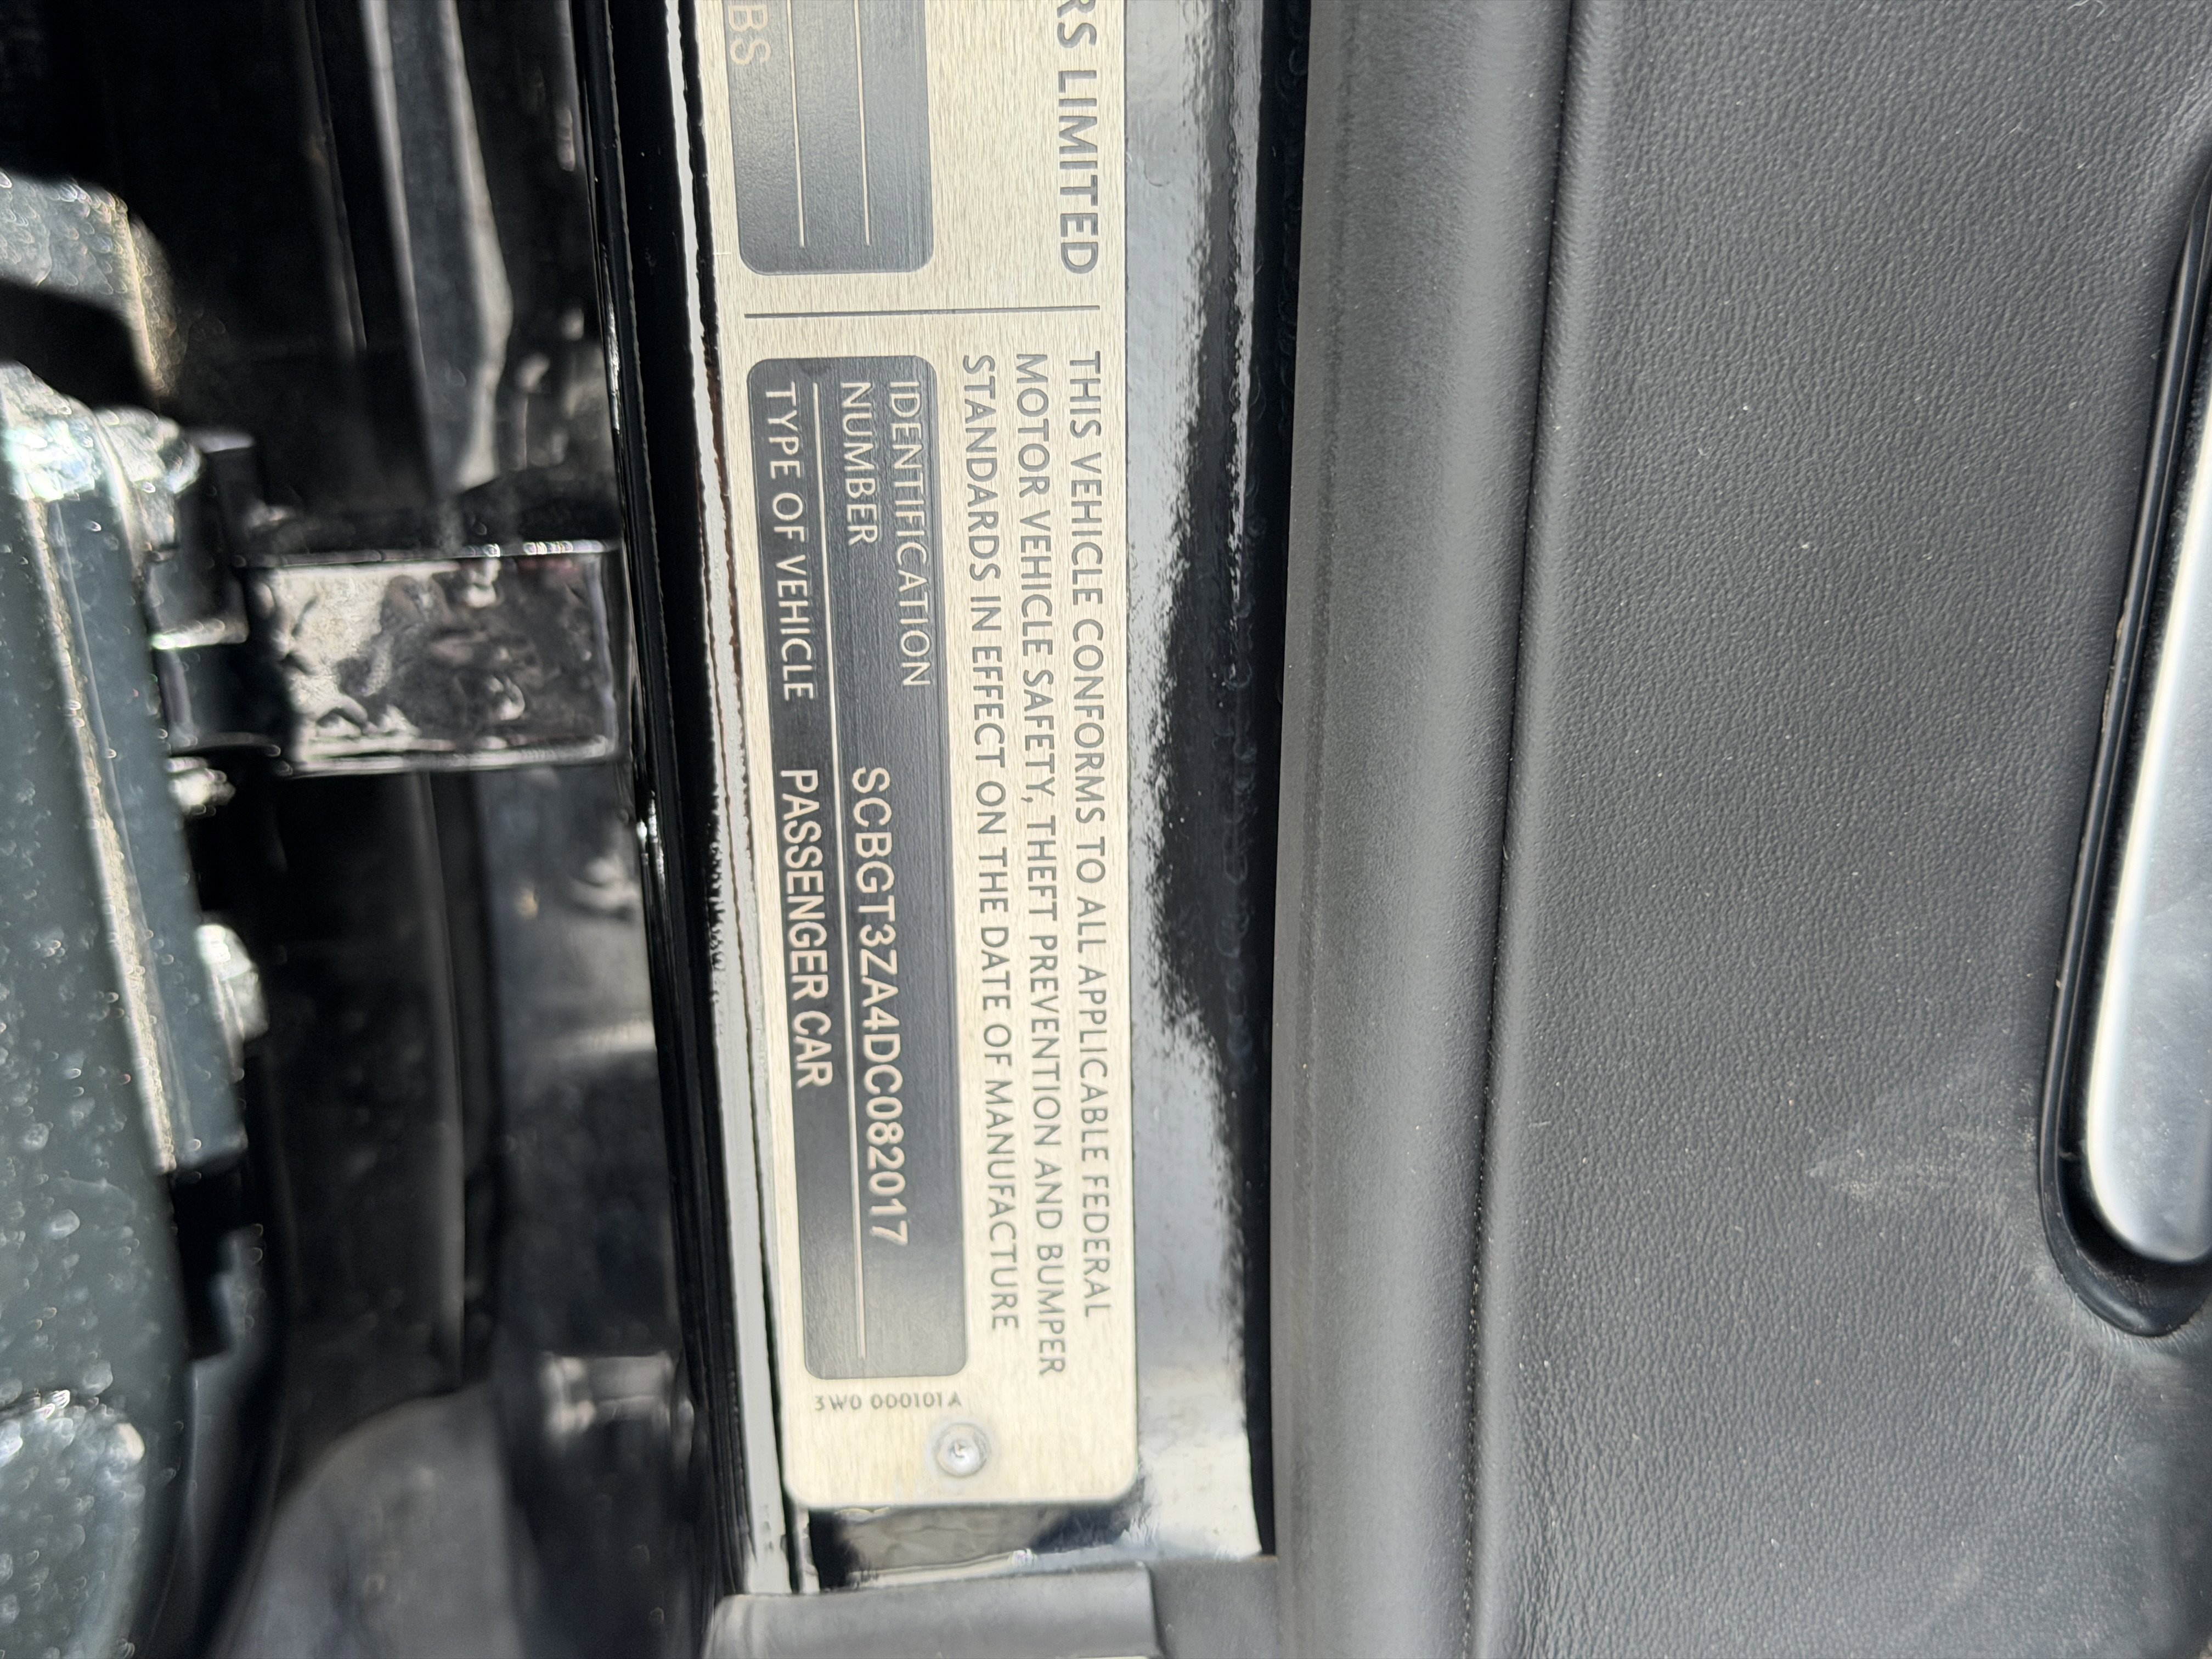 RS LIMITED
BS
THIS VEHICLE CONFORMS TO ALL APPLICABLE FEDERAL
MOTOR VEHICLE SAFETY, THEFT PREVENTION AND BUMPER
STANDARDS IN EFFECT ON THE DATE OF MANUFACTURE
IDENTIFICATION
NUMBER SCBGT3ZA4DC082017
TYPE OF VEHICLE PASSENGER CAR
3W0 000101A